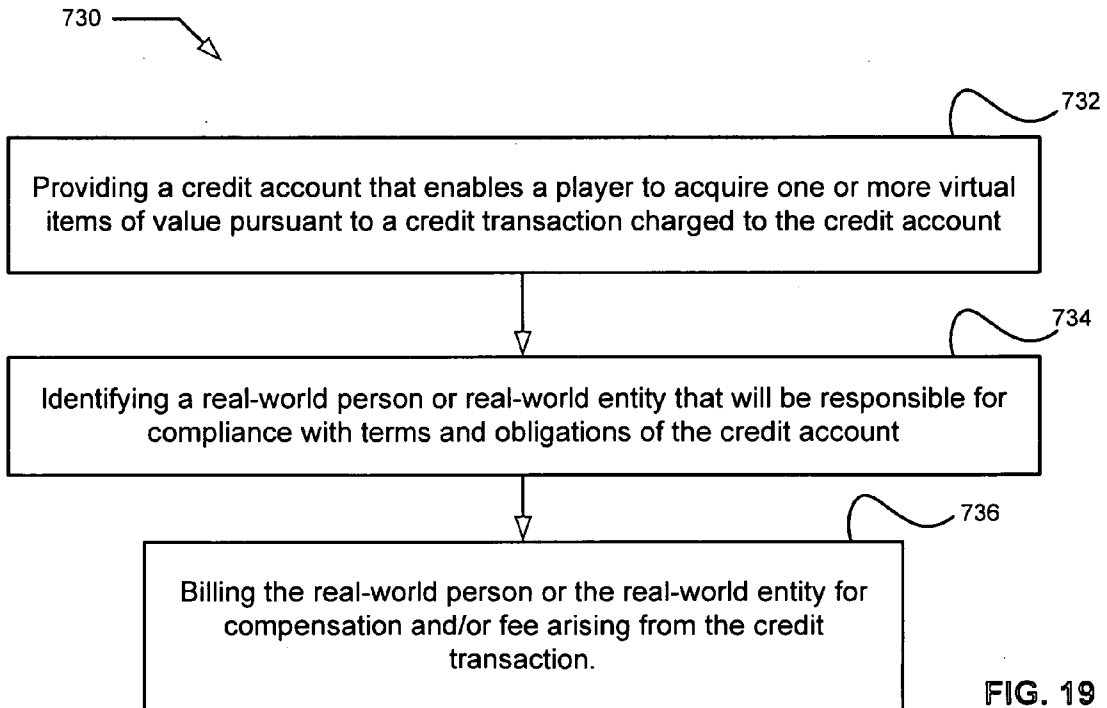 730
732
Providing a credit account that enables a player to acquire one or more virtual
items of value pursuant to a credit transaction charged to the credit account
734
Identifying a real-world person or real-world entity that will be responsible for
compliance with terms and obligations of the credit account
736
Billing the real-world person or the real-world entity for
compensation and/or fee arising from the credit
transaction.
FIG. 19